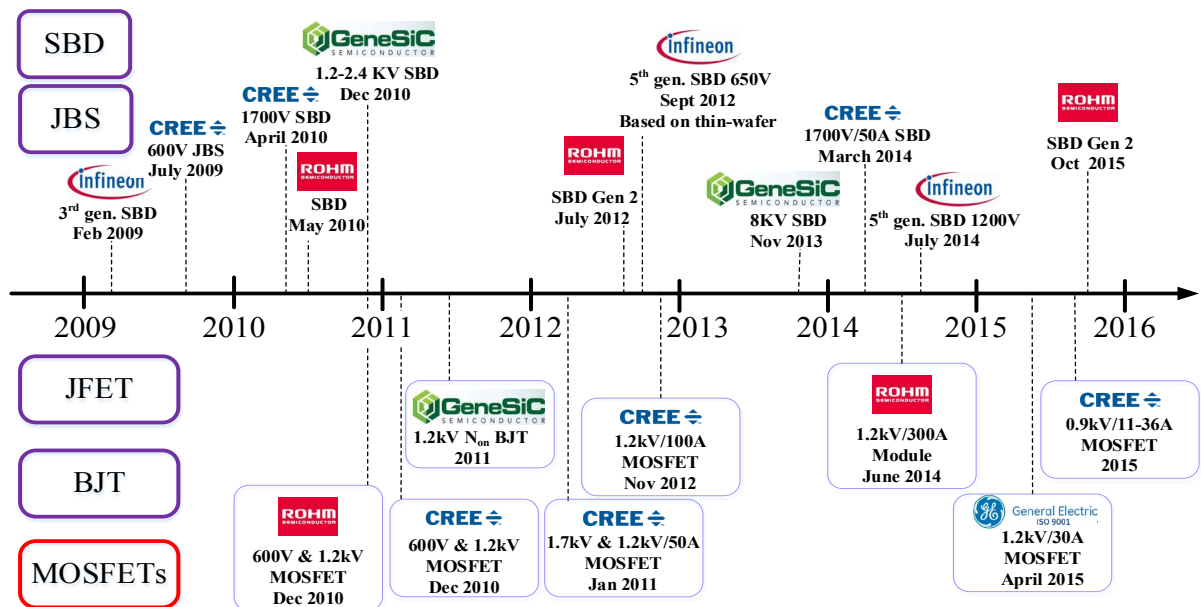 SBD
JBS
GeneSiC
SEMICONDUCTOR
1.2-2.4 KV SBD
Dec 2010
infineon
5th gen. SBD 650V
Sept 2012
Based on thin-wafer
CREE
1700V SBD
April 2010
CREE
600V JBS
July 2009
infineon
3rd gen. SBD
Feb 2009
ROHM
SEMICONDUCTOR
SBD
May 2010
ROHM
SEMICONDUCTOR
SBD Gen 2
July 2012
GeneSiC
SEMICONDUCTOR
8KV SBD
Nov 2013
CREE
1700V/50A SBD
March 2014
infineon
5th gen. SBD 1200V
July 2014
ROHM
SEMICONDUCTOR
SBD Gen 2
Oct 2015
2009
2010
2011
2012
2013
2014
2015
2016
JFET
BJT
MOSFETs
GeneSiC
SEMICONDUCTOR
1.2kV Non BJT
2011
CREE
1.2kV/100A
MOSFET
Nov 2012
ROHM
SEMICONDUCTOR
1.2kV/300A
Module
June 2014
CREE
0.9kV/11-36A
MOSFET
2015
ROHM
SEMICONDUCTOR
600V & 1.2kV
MOSFET
Dec 2010
CREE
600V & 1.2kV
MOSFET
Dec 2010
CREE
1.7kV & 1.2kV/50A
MOSFET
Jan 2011
GE
General Electric
ISO 9001
1.2kV/30A
MOSFET
April 2015